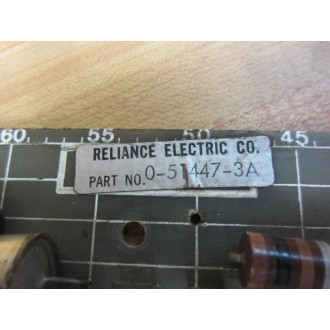 60 55 50 45
RELIANCE ELECTRIC CO.
PART NO. 0-51447-3A